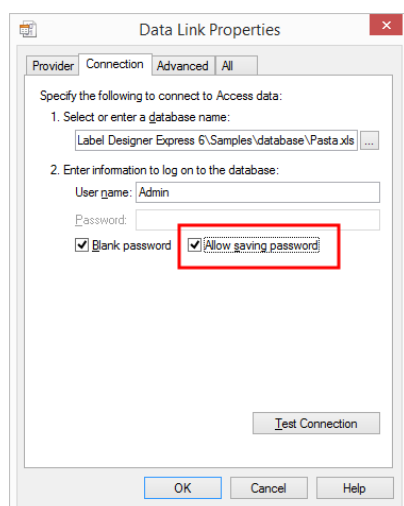 Data Link Properties
Provider Connection Advanced All
Specify the following to connect to Access data:
1. Select or enter a database name:
Label Designer Express 6\Samples\database\Pasta.xls ...
2. Enter information to log on to the database:
User name: Admin
Password:
Blank password Allow saving password
Test Connection
OK Cancel Help